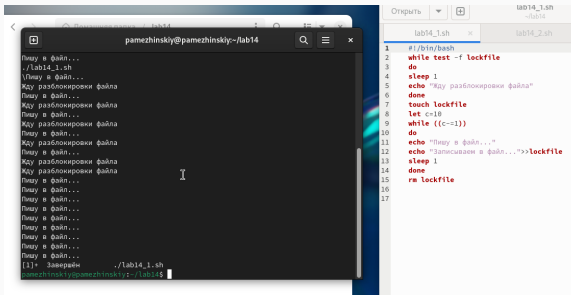 Домашняя папка / lab14
pamezhinskiy@pamezhinskiy:~/lab14
Пишу в файл...
./lab14_1.sh
\Пишу в файл...
Жду разблокировки файла
Пишу в файл...
Жду разблокировки файла
Пишу в файл...
Жду разблокировки файла
Пишу в файл...
Жду разблокировки файла
Пишу в файл...
Жду разблокировки файла
Жду разблокировки файла
Пишу в файл...
Пишу в файл...
Пишу в файл...
Пишу в файл...
Пишу в файл...
Пишу в файл...
Пишу в файл...
Пишу в файл...
Пишу в файл...
[1]+ Завершён ./lab14_1.sh
pamezhinskiy@pamezhinskiy:~/lab14$
Открыть
lab14_1.sh
~/lab14
lab14_1.sh × lab14_2.sh
1 #!/bin/bash
2 while test -f lockfile
3 do
4 sleep 1
5 echo "Жду разблокировки файла"
6 done
7 touch lockfile
8 let c=10
9 while ((c-=1))
10 do
11 echo "Пишу в файл..."
12 echo "Записываем в файл...">>lockfile
13 sleep 1
14 done
15 rm lockfile
16
17